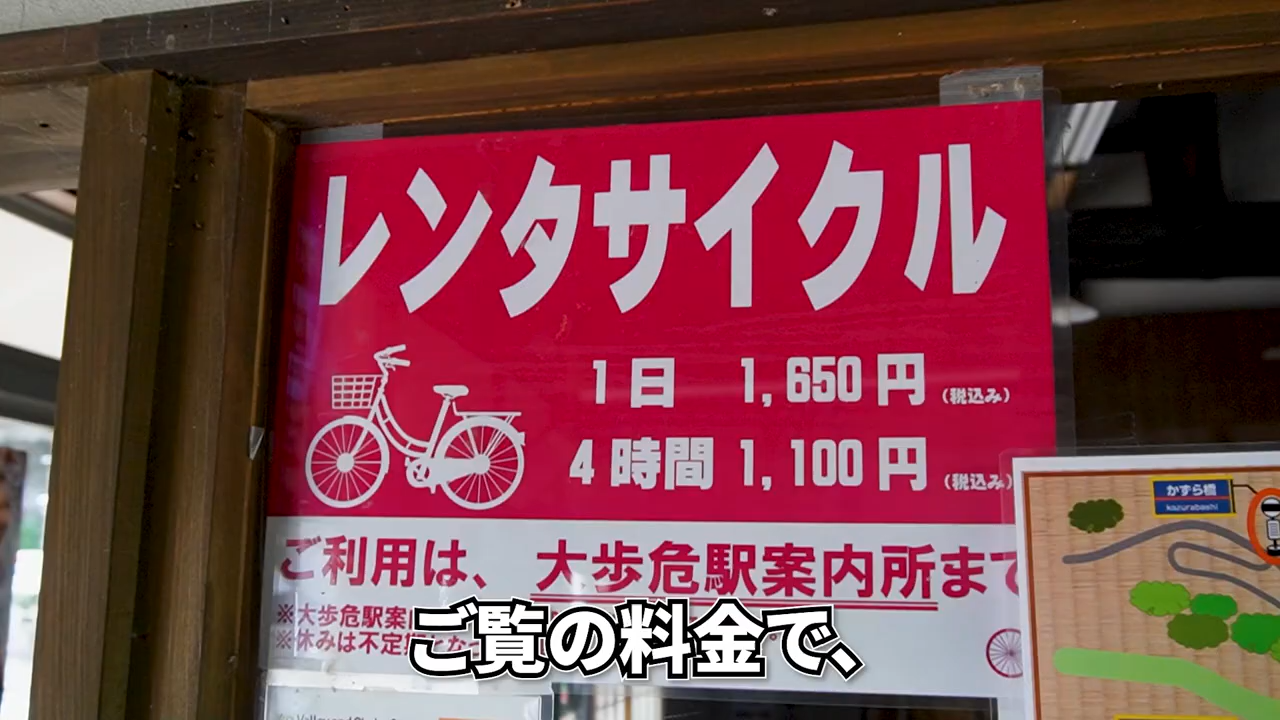 レンタサイクル
1日 1,650円 (税込み)
4時間 1,100円 (税込み)
かずら橋
kazurabashi
ご利用は、大歩危駅案内所まで
※大歩危駅案
※休みは不定期とな
ご覧の料金で、